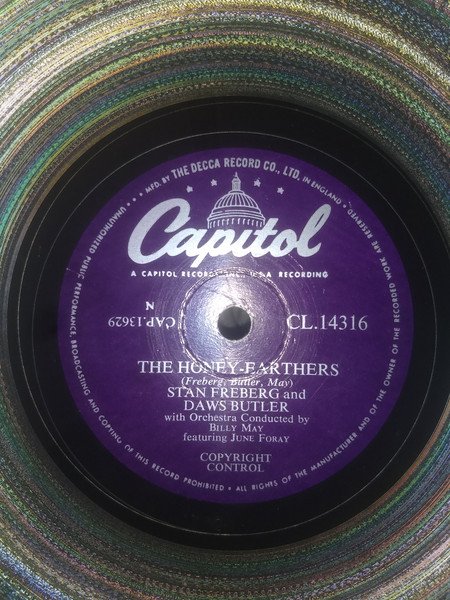 MFD. BY THE DECCA RECORD CO., LTD. IN ENGLAND •
UNAUTHORIZED PUBLIC PERFORMANCE, BROADCASTING AND COPYING OF THIS RECORD PROHIBITED • ALL RIGHTS OF THE MANUFACTURER AND OF THE OWNER OF THE RECORDED WORK ARE RESERVED •
Capitol
A CAPITOL RECORDS INC. U.S.A RECORDING
N
CAP.13629
CL.14316
THE HONEY-EARTHERS
(Freberg, Butler, May)
STAN FREBERG and
DAWS BUTLER
with Orchestra Conducted by
BILLY MAY
featuring JUNE FORAY
COPYRIGHT
CONTROL